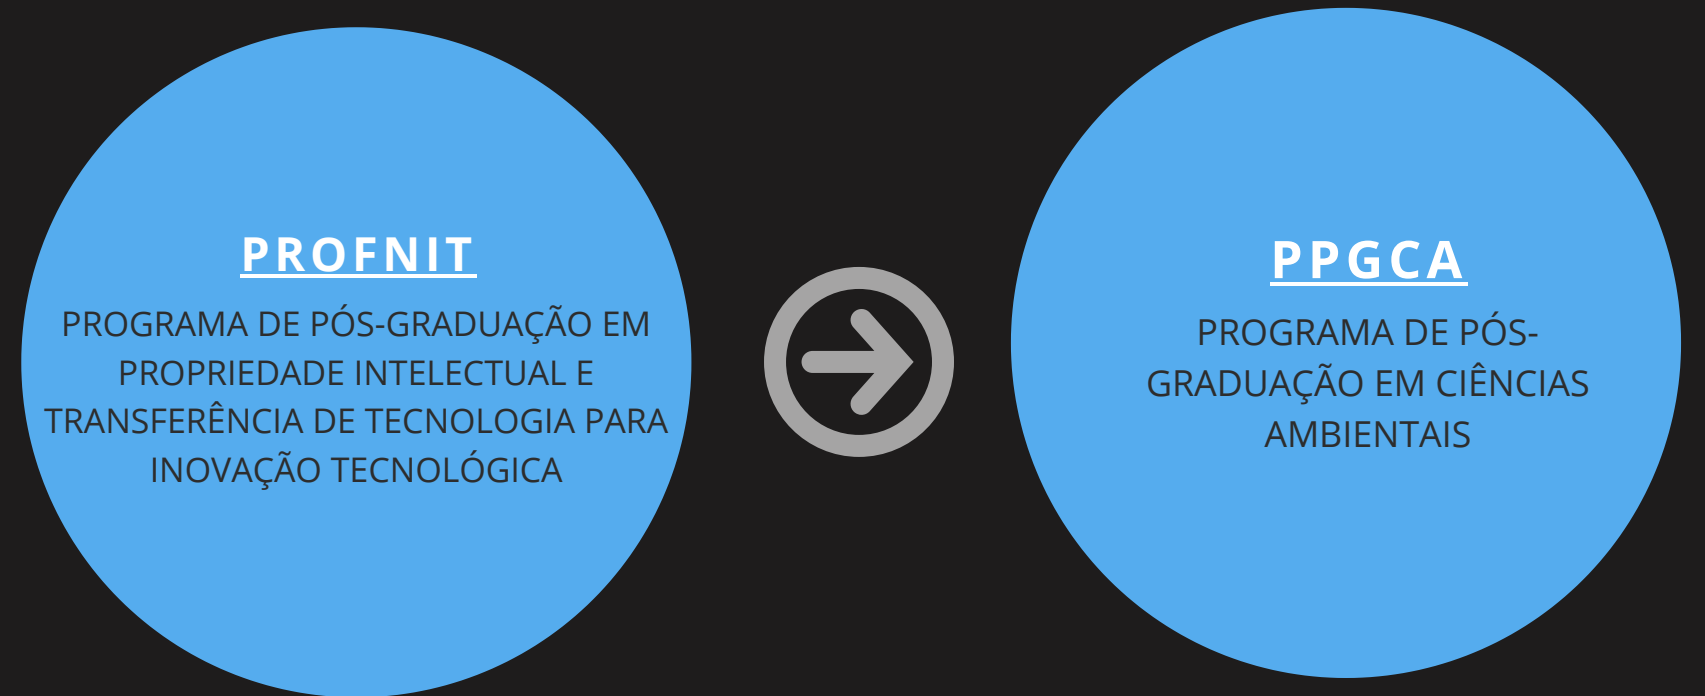 PROFNIT
PROGRAMA DE PÓS-GRADUAÇÃO EM
PROPRIEDADE INTELECTUAL E
TRANSFERÊNCIA DE TECNOLOGIA PARA
INOVAÇÃO TECNOLÓGICA
PPGCA
PROGRAMA DE PÓS-
GRADUAÇÃO EM CIÊNCIAS
AMBIENTAIS